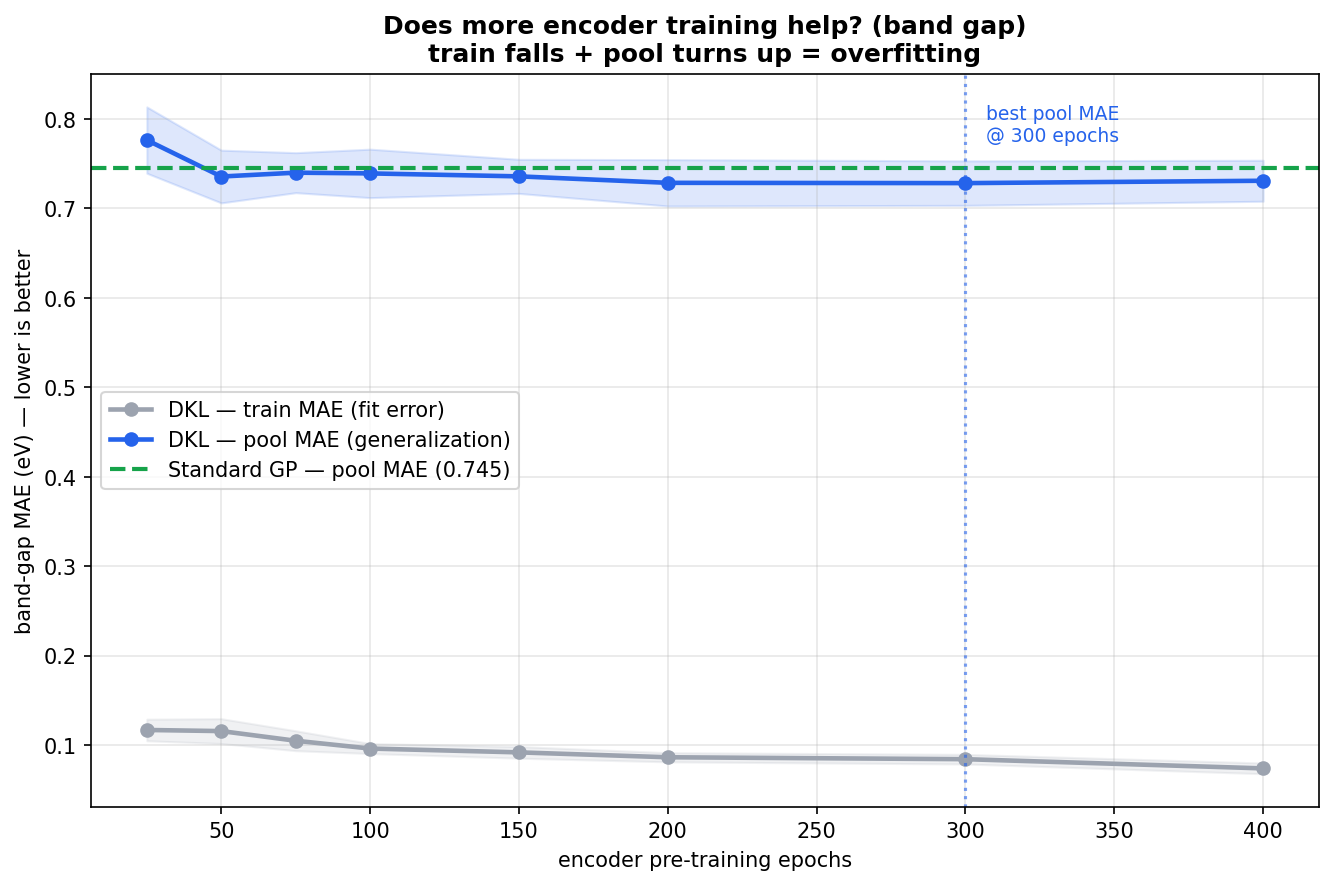 Does more encoder training help? (band gap)
train falls + pool turns up = overfitting
best pool MAE
@ 300 epochs
band-gap MAE (eV) — lower is better
0.8
0.7
0.6
0.5
0.4
0.3
0.2
0.1
DKL — train MAE (fit error)
DKL — pool MAE (generalization)
Standard GP — pool MAE (0.745)
50
100
150
200
250
300
350
400
encoder pre-training epochs